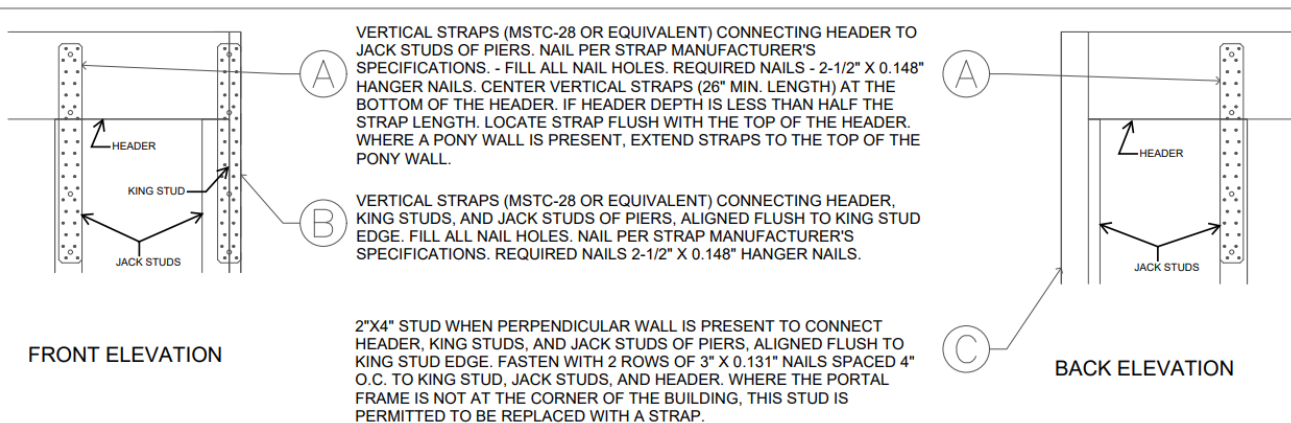 VERTICAL STRAPS (MSTC-28 OR EQUIVALENT) CONNECTING HEADER TO
JACK STUDS OF PIERS. NAIL PER STRAP MANUFACTURER'S
SPECIFICATIONS. - FILL ALL NAIL HOLES. REQUIRED NAILS - 2-1/2" X 0.148"
HANGER NAILS. CENTER VERTICAL STRAPS (26" MIN. LENGTH) AT THE
BOTTOM OF THE HEADER. IF HEADER DEPTH IS LESS THAN HALF THE
STRAP LENGTH. LOCATE STRAP FLUSH WITH THE TOP OF THE HEADER.
WHERE A PONY WALL IS PRESENT, EXTEND STRAPS TO THE TOP OF THE
PONY WALL.
A
A
HEADER
KING STUD
JACK STUDS
HEADER
JACK STUDS
B
VERTICAL STRAPS (MSTC-28 OR EQUIVALENT) CONNECTING HEADER,
KING STUDS, AND JACK STUDS OF PIERS, ALIGNED FLUSH TO KING STUD
EDGE. FILL ALL NAIL HOLES. NAIL PER STRAP MANUFACTURER'S
SPECIFICATIONS. REQUIRED NAILS 2-1/2" X 0.148" HANGER NAILS.
2"X4" STUD WHEN PERPENDICULAR WALL IS PRESENT TO CONNECT
HEADER, KING STUDS, AND JACK STUDS OF PIERS, ALIGNED FLUSH TO
KING STUD EDGE. FASTEN WITH 2 ROWS OF 3" X 0.131" NAILS SPACED 4"
O.C. TO KING STUD, JACK STUDS, AND HEADER. WHERE THE PORTAL
FRAME IS NOT AT THE CORNER OF THE BUILDING, THIS STUD IS
PERMITTED TO BE REPLACED WITH A STRAP.
C
FRONT ELEVATION
BACK ELEVATION